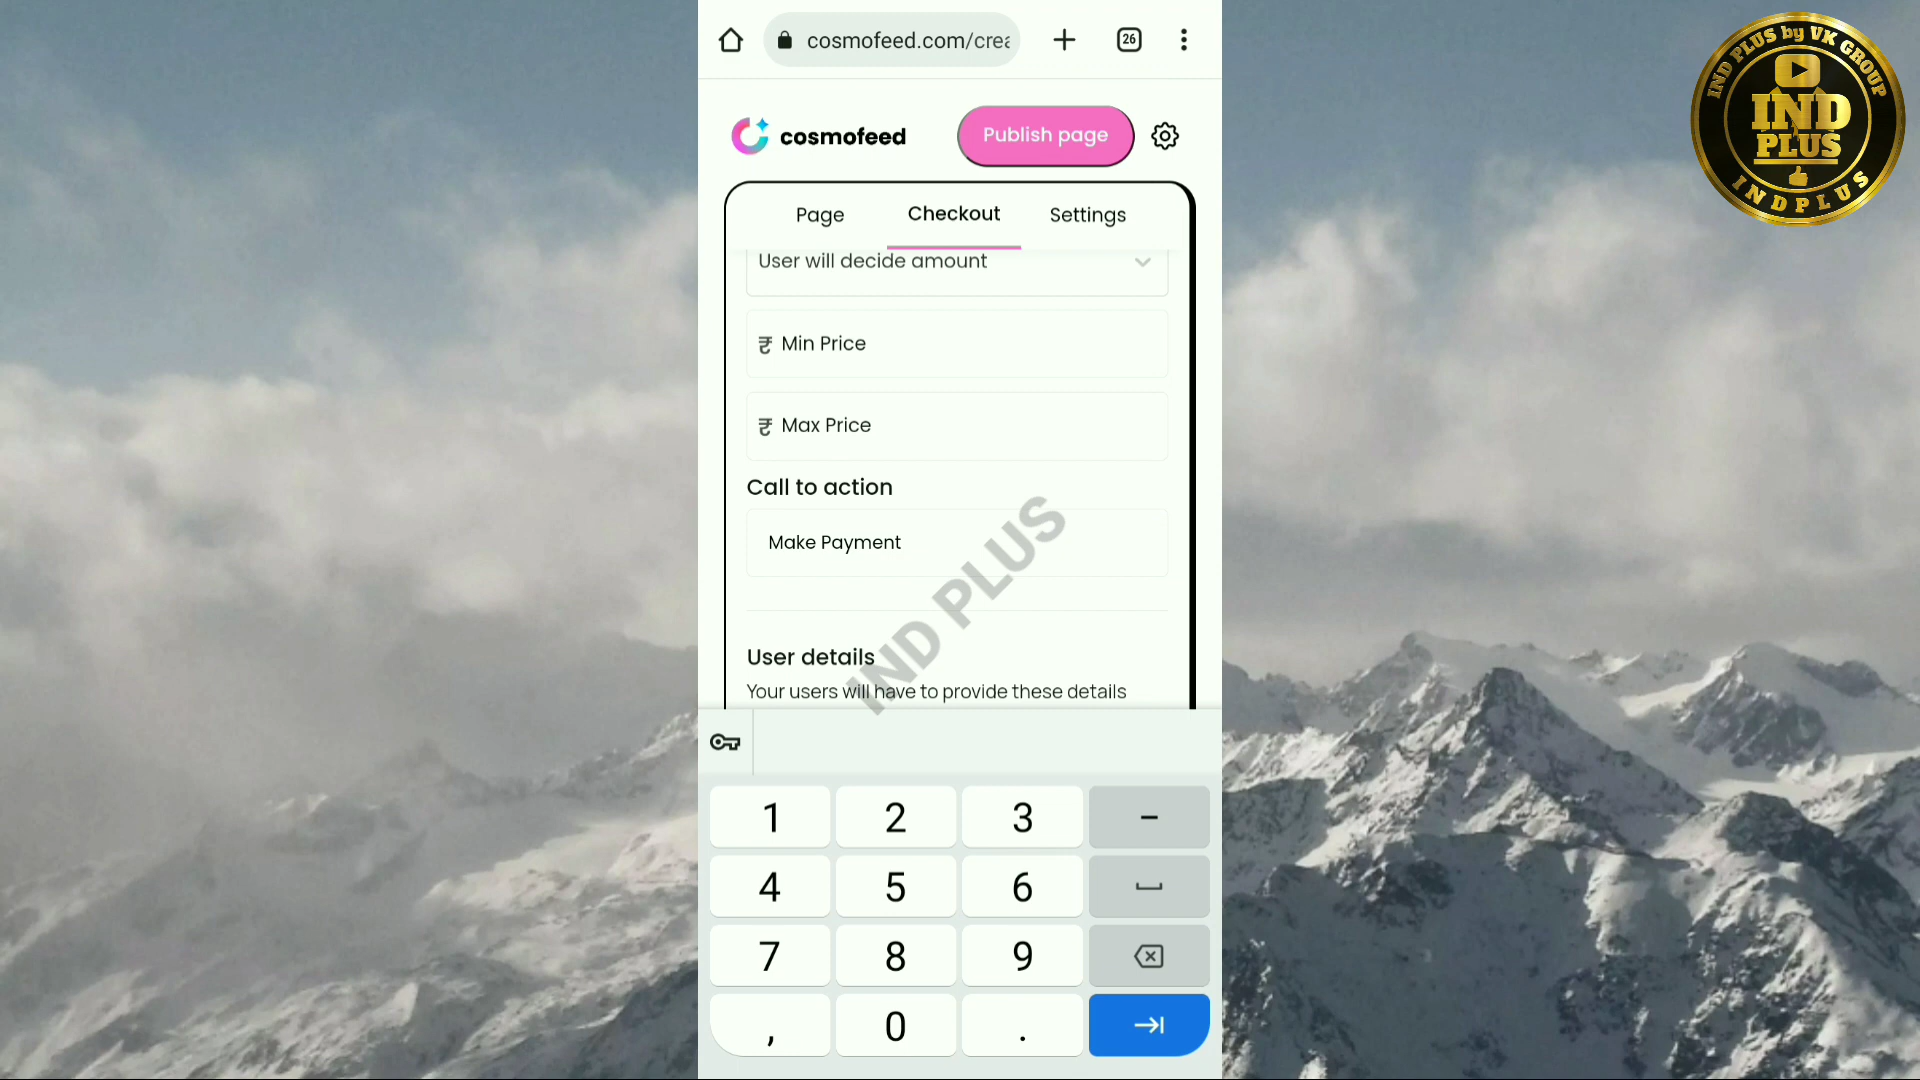 cosmofeed.com/crea
26
IND PLUS by VK GROUP
IND
PLUS
INDPLUS
cosmofeed
Publish page
Page
Checkout
Settings
User will decide amount
₹ Min Price
₹ Max Price
Call to action
Make Payment
IND PLUS
User details
Your users will have to provide these details
1
2
3
-
4
5
6
7
8
9
,
0
.